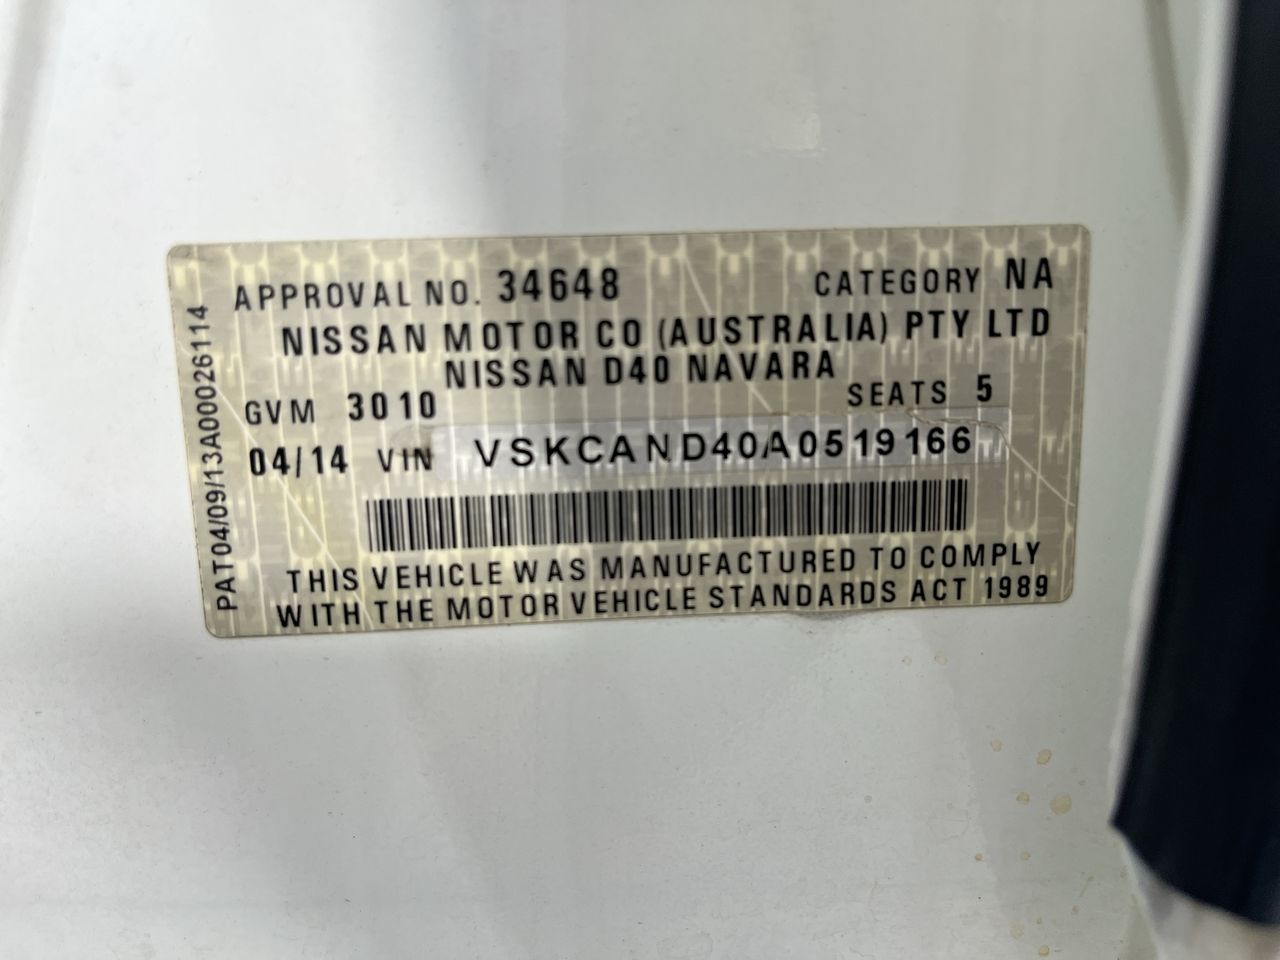 APPROVAL NO. 34648 CATEGORY NA
NISSAN MOTOR CO (AUSTRALIA) PTY LTD
NISSAN D40 NAVARA
GVM 3010 SEATS 5
04/14 VIN VSKCAND40A0519166
THIS VEHICLE WAS MANUFACTURED TO COMPLY
WITH THE MOTOR VEHICLE STANDARDS ACT 1989
PAT04/09/13A00026114